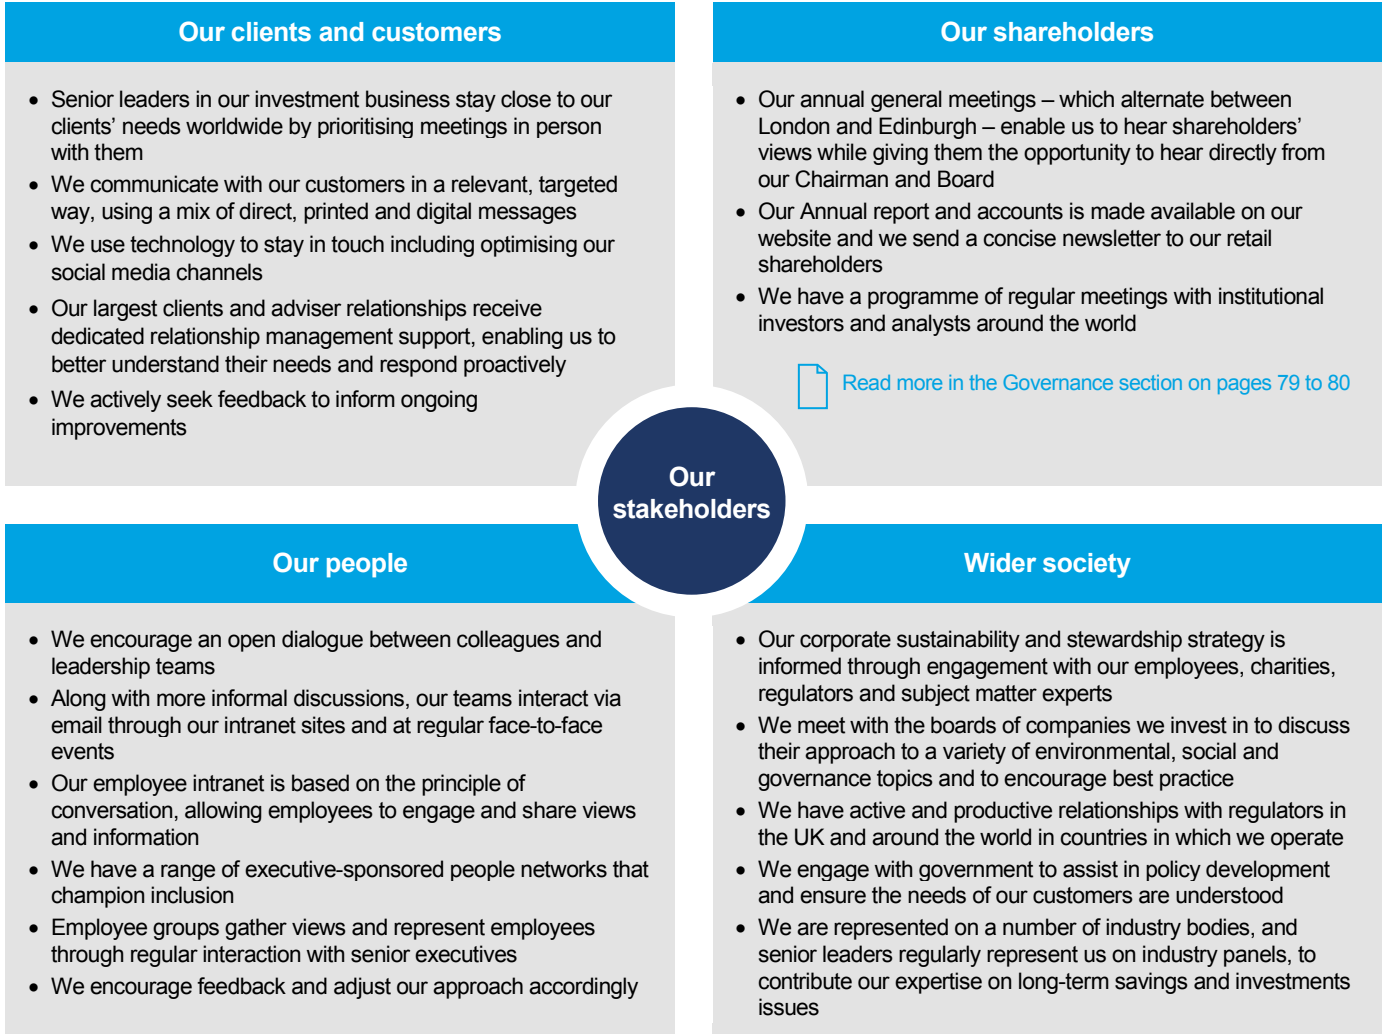 Our clients and customers
• Senior leaders in our investment business stay close to our
clients’ needs worldwide by prioritising meetings in person
with them
• We communicate with our customers in a relevant, targeted
way, using a mix of direct, printed and digital messages
• We use technology to stay in touch including optimising our
social media channels
• Our largest clients and adviser relationships receive
dedicated relationship management support, enabling us to
better understand their needs and respond proactively
• We actively seek feedback to inform ongoing
improvements
Our shareholders
• Our annual general meetings – which alternate between
London and Edinburgh – enable us to hear shareholders’
views while giving them the opportunity to hear directly from
our Chairman and Board
• Our Annual report and accounts is made available on our
website and we send a concise newsletter to our retail
shareholders
• We have a programme of regular meetings with institutional
investors and analysts around the world
Read more in the Governance section on pages 79 to 80
Our
stakeholders
Our people
• We encourage an open dialogue between colleagues and
leadership teams
• Along with more informal discussions, our teams interact via
email through our intranet sites and at regular face-to-face
events
• Our employee intranet is based on the principle of
conversation, allowing employees to engage and share views
and information
• We have a range of executive-sponsored people networks that
champion inclusion
• Employee groups gather views and represent employees
through regular interaction with senior executives
• We encourage feedback and adjust our approach accordingly
Wider society
• Our corporate sustainability and stewardship strategy is
informed through engagement with our employees, charities,
regulators and subject matter experts
• We meet with the boards of companies we invest in to discuss
their approach to a variety of environmental, social and
governance topics and to encourage best practice
• We have active and productive relationships with regulators in
the UK and around the world in countries in which we operate
• We engage with government to assist in policy development
and ensure the needs of our customers are understood
• We are represented on a number of industry bodies, and
senior leaders regularly represent us on industry panels, to
contribute our expertise on long-term savings and investments
issues